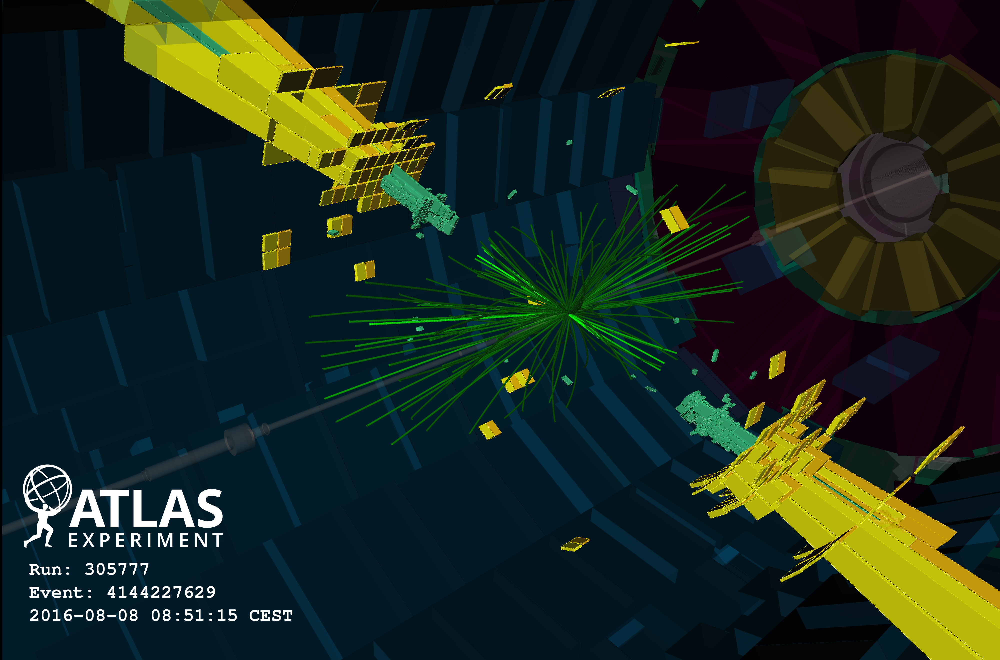 ATLAS
EXPERIMENT
Run: 305777
Event: 4144227629
2016-08-08 08:51:15 CEST